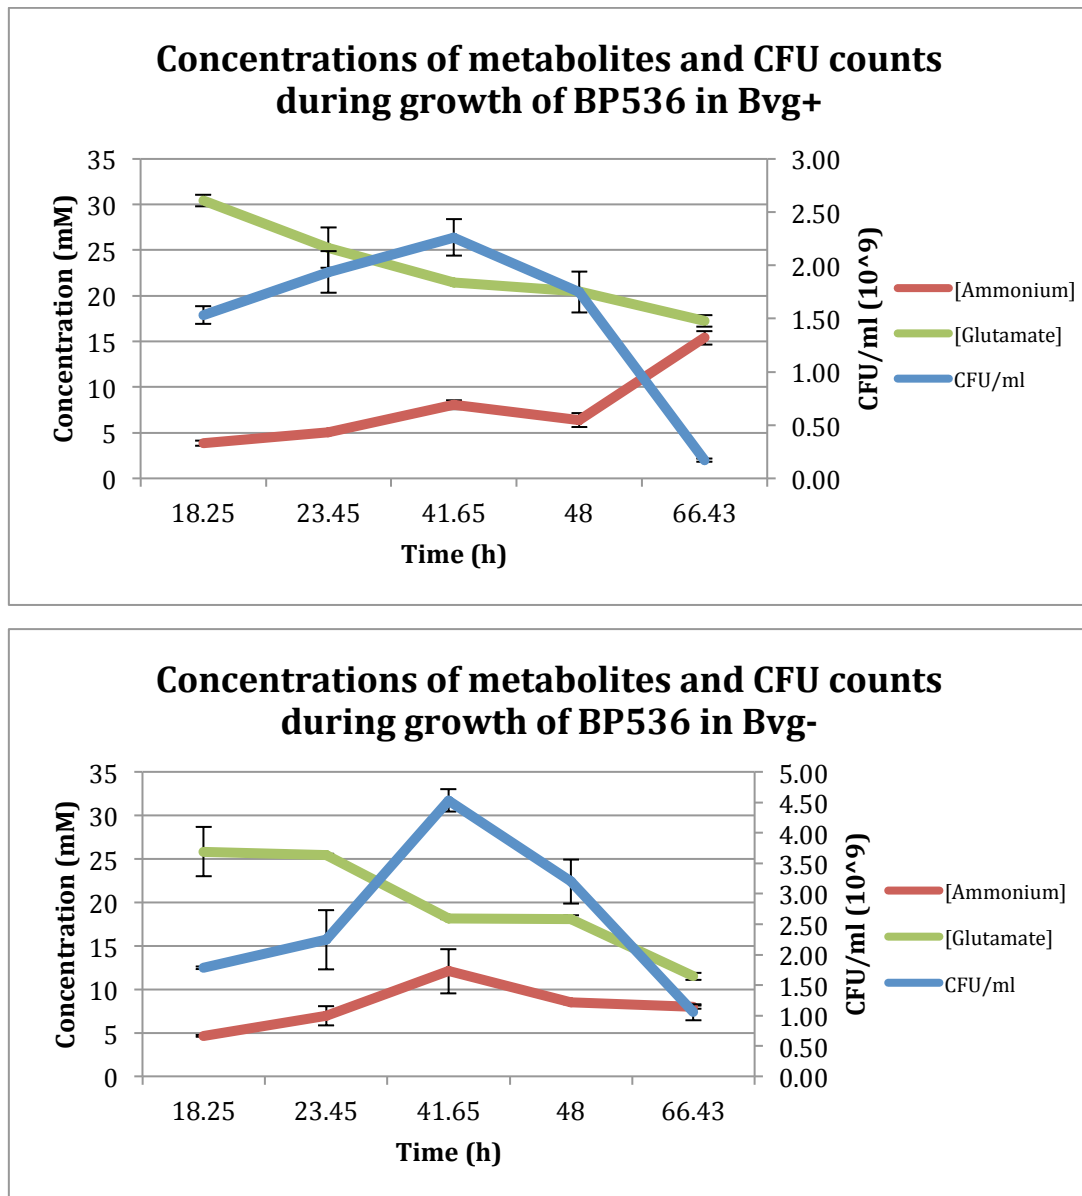 Concentrations of metabolites and CFU counts
during growth of BP536 in Bvg+
35
30
25
20
15
10
5
0
Concentration (mM)
3.00
2.50
2.00
1.50
1.00
0.50
0.00
CFU/ml (10^9)
18.25 23.45 41.65 48 66.43
Time (h)
[Ammonium]
[Glutamate]
CFU/ml
Concentrations of metabolites and CFU counts
during growth of BP536 in Bvg-
35
30
25
20
15
10
5
0
Concentration (mM)
5.00
4.50
4.00
3.50
3.00
2.50
2.00
1.50
1.00
0.50
0.00
CFU/ml (10^9)
18.25 23.45 41.65 48 66.43
Time (h)
[Ammonium]
[Glutamate]
CFU/ml